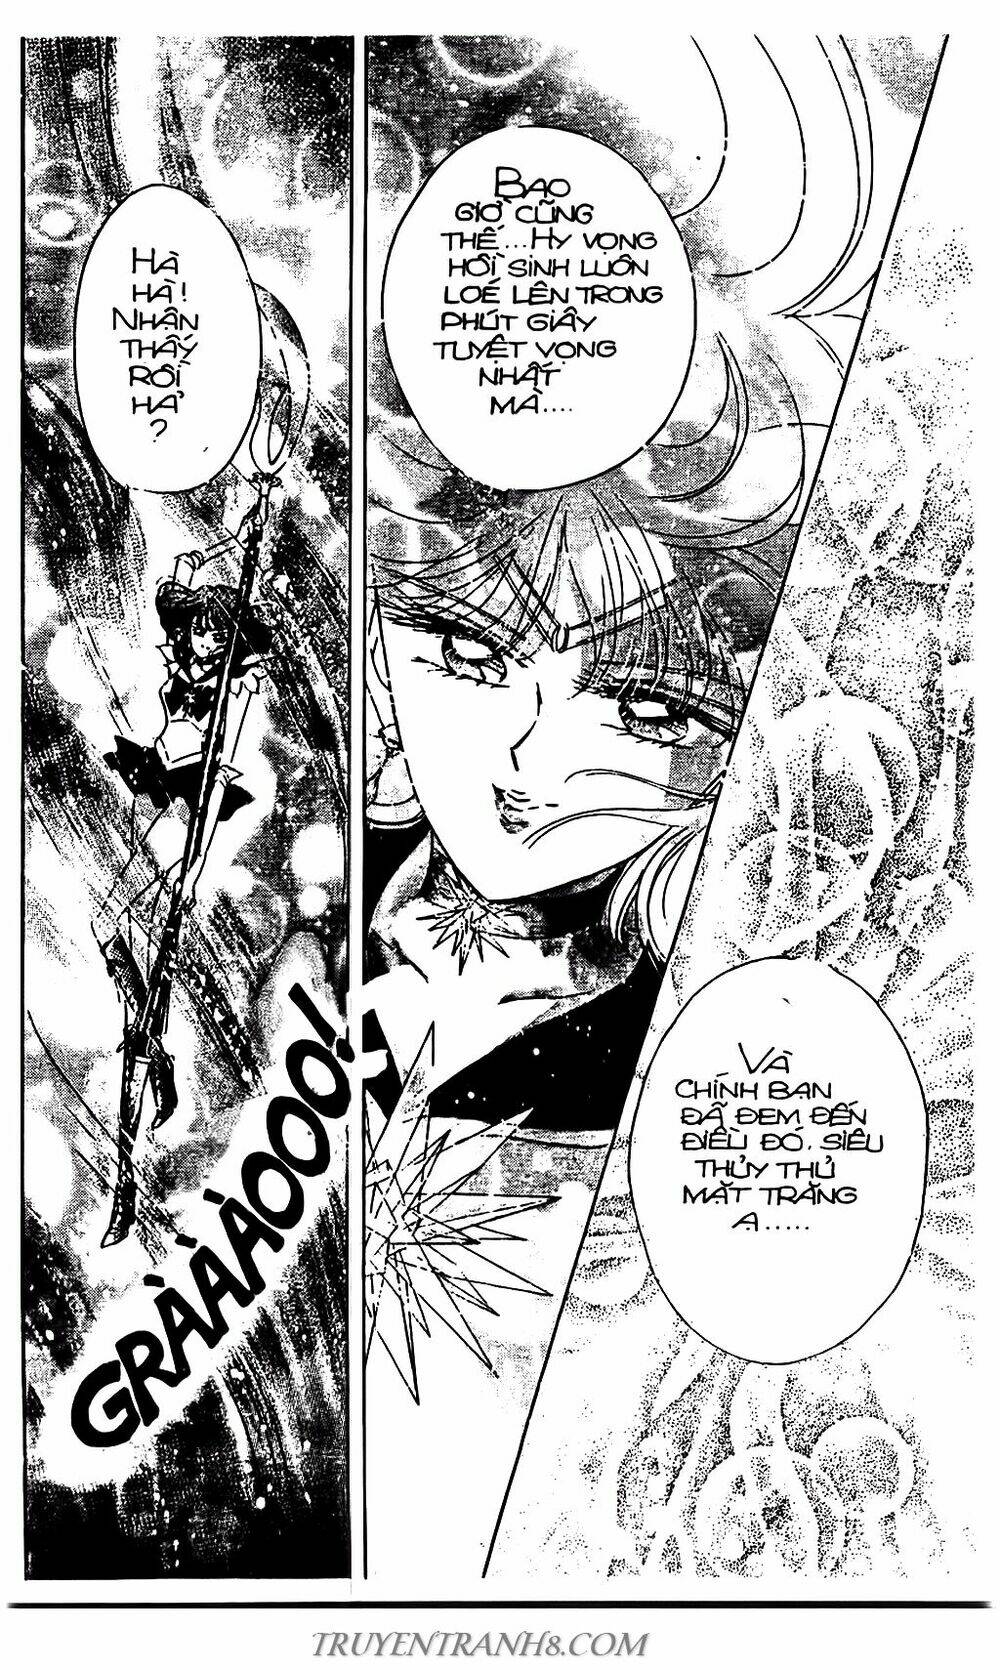 BAO
GIỜ CŨNG
THẾ...HY VỌNG
HỒI SINH LUÔN
LOÉ LÊN TRONG
PHÚT GIÂY
TUYỆT VỌNG
NHẤT
MÀ....
VÀ
CHÍNH BẠN
ĐÃ ĐEM ĐẾN
ĐIỀU ĐÓ, SIÊU
THỦY THỦ
MẶT TRĂNG
Ạ.....
HÀ
HÀ!
NHẬN
THẤY
RỒI
HẢ
?
GRÀÀÀOOO!
TRUYENTRANH8.COM